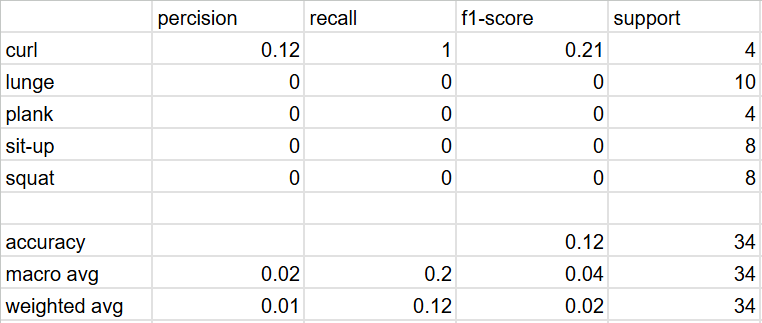 percision recall f1-score support
curl 0.12 1 0.21 4
lunge 0 0 0 10
plank 0 0 0 4
sit-up 0 0 0 8
squat 0 0 0 8
accuracy 0.12 34
macro avg 0.02 0.2 0.04 34
weighted avg 0.01 0.12 0.02 34